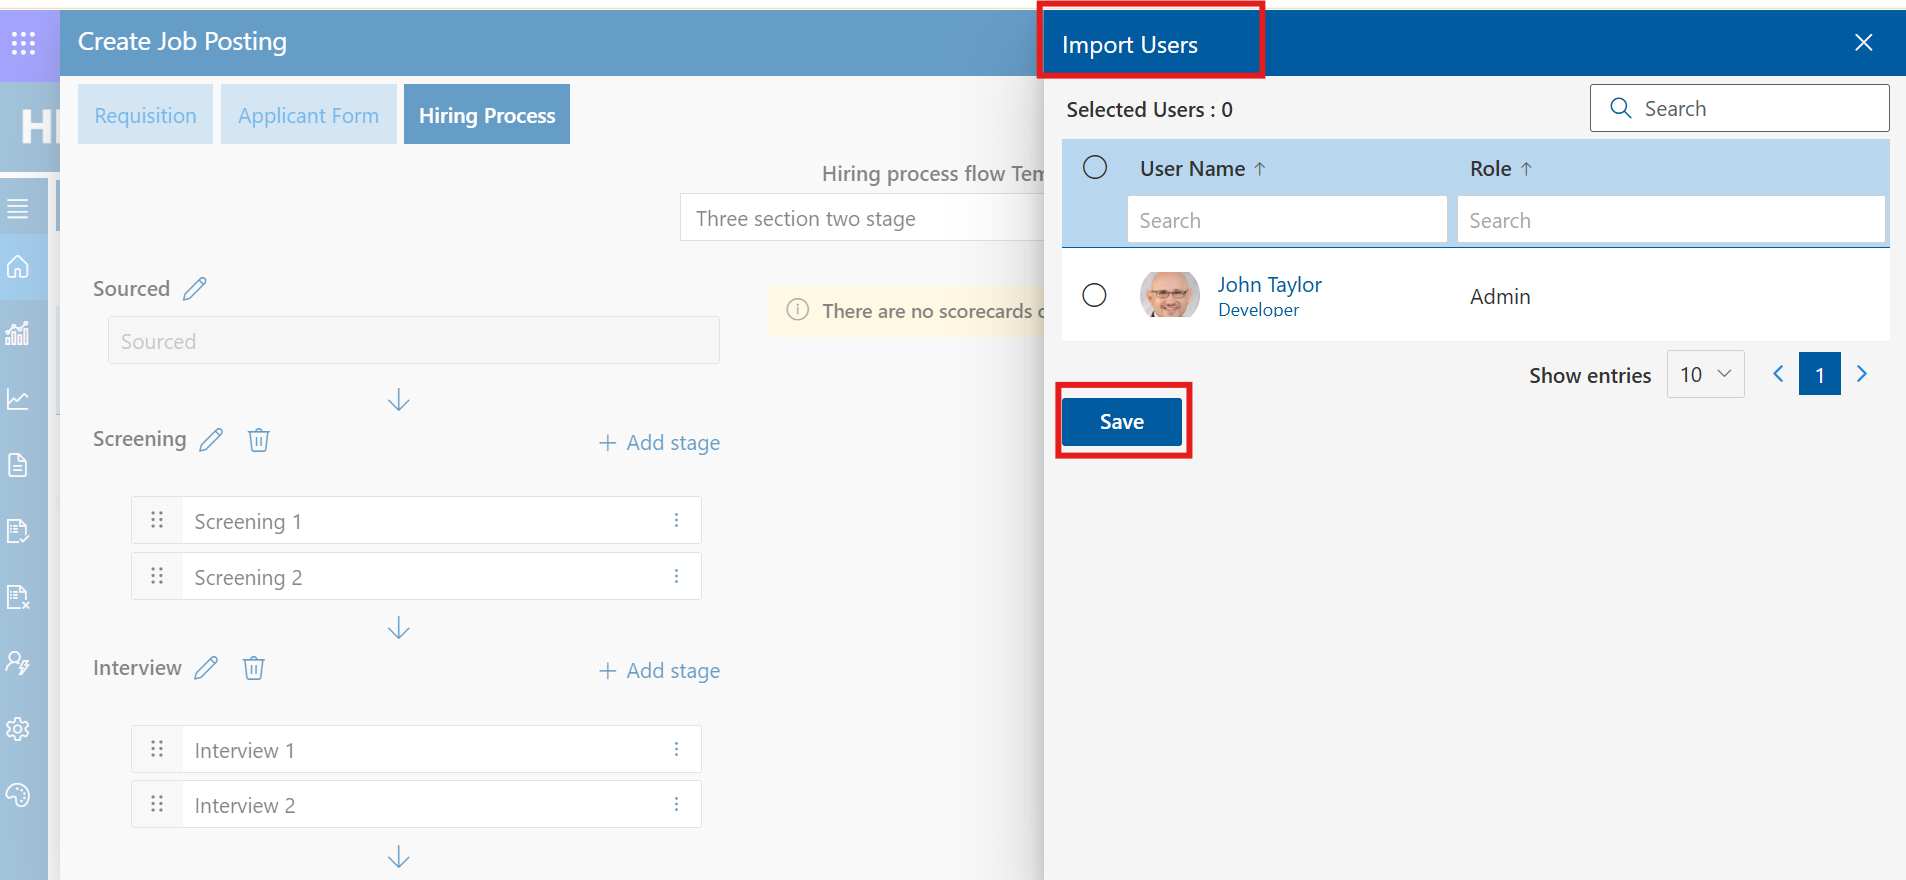 Create Job Posting
Import Users
Requisition
Applicant Form
Hiring Process
Selected Users : 0
Search
Hiring process flow
Three section two stage
User Name ↑
Role ↑
Search
Search
Sourced
Sourced
There are no scorecards
John Taylor
Developer
Admin
Show entries
10
1
Save
Screening
+ Add stage
Screening 1
Screening 2
Interview
+ Add stage
Interview 1
Interview 2